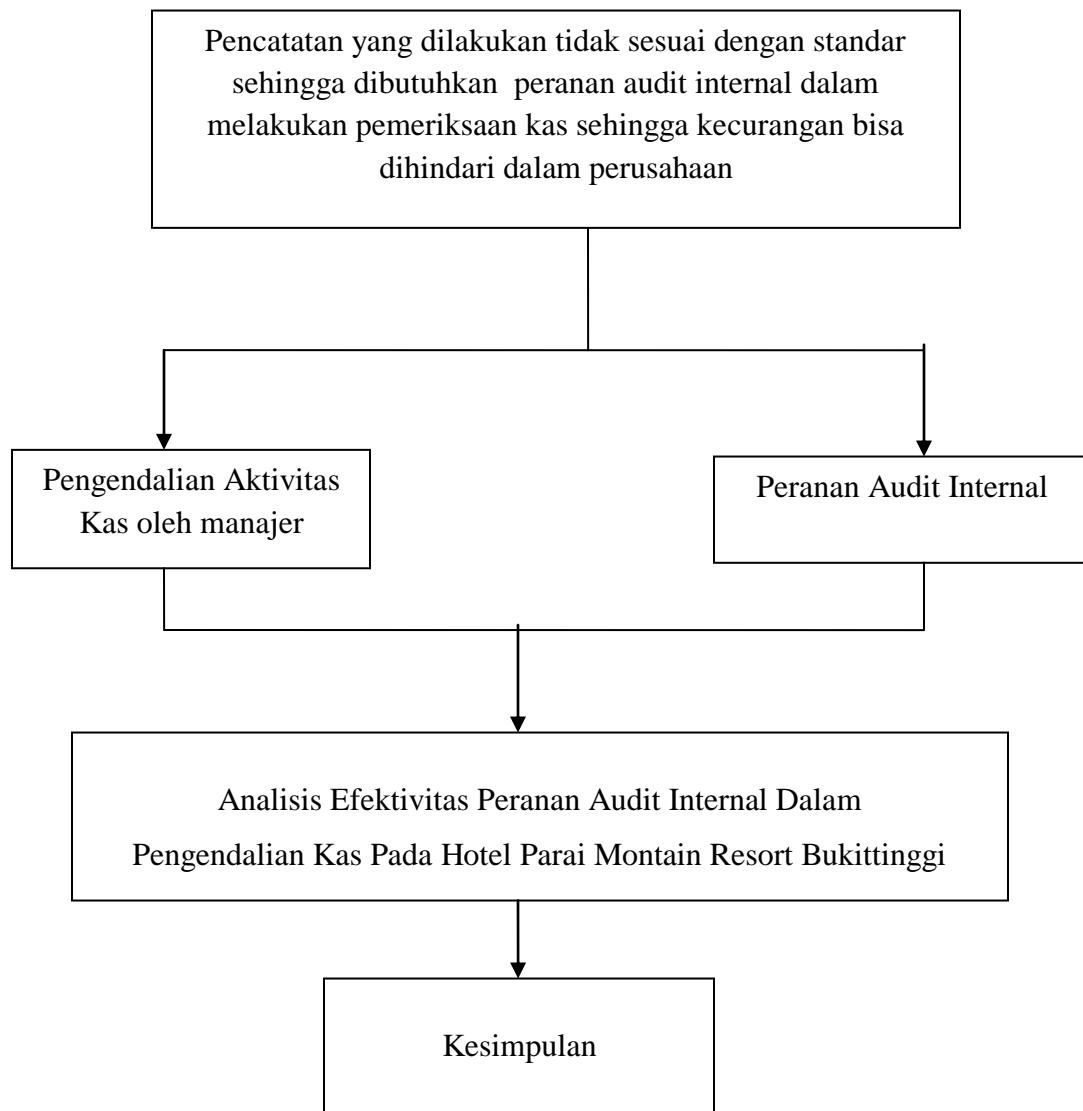 Pencatatan yang dilakukan tidak sesuai dengan standar
sehingga dibutuhkan peranan audit internal dalam
melakukan pemeriksaan kas sehingga kecurangan bisa
dihindari dalam perusahaan
Pengendalian Aktivitas
Kas oleh manajer
Peranan Audit Internal
Analisis Efektivitas Peranan Audit Internal Dalam
Pengendalian Kas Pada Hotel Parai Montain Resort Bukittinggi
Kesimpulan